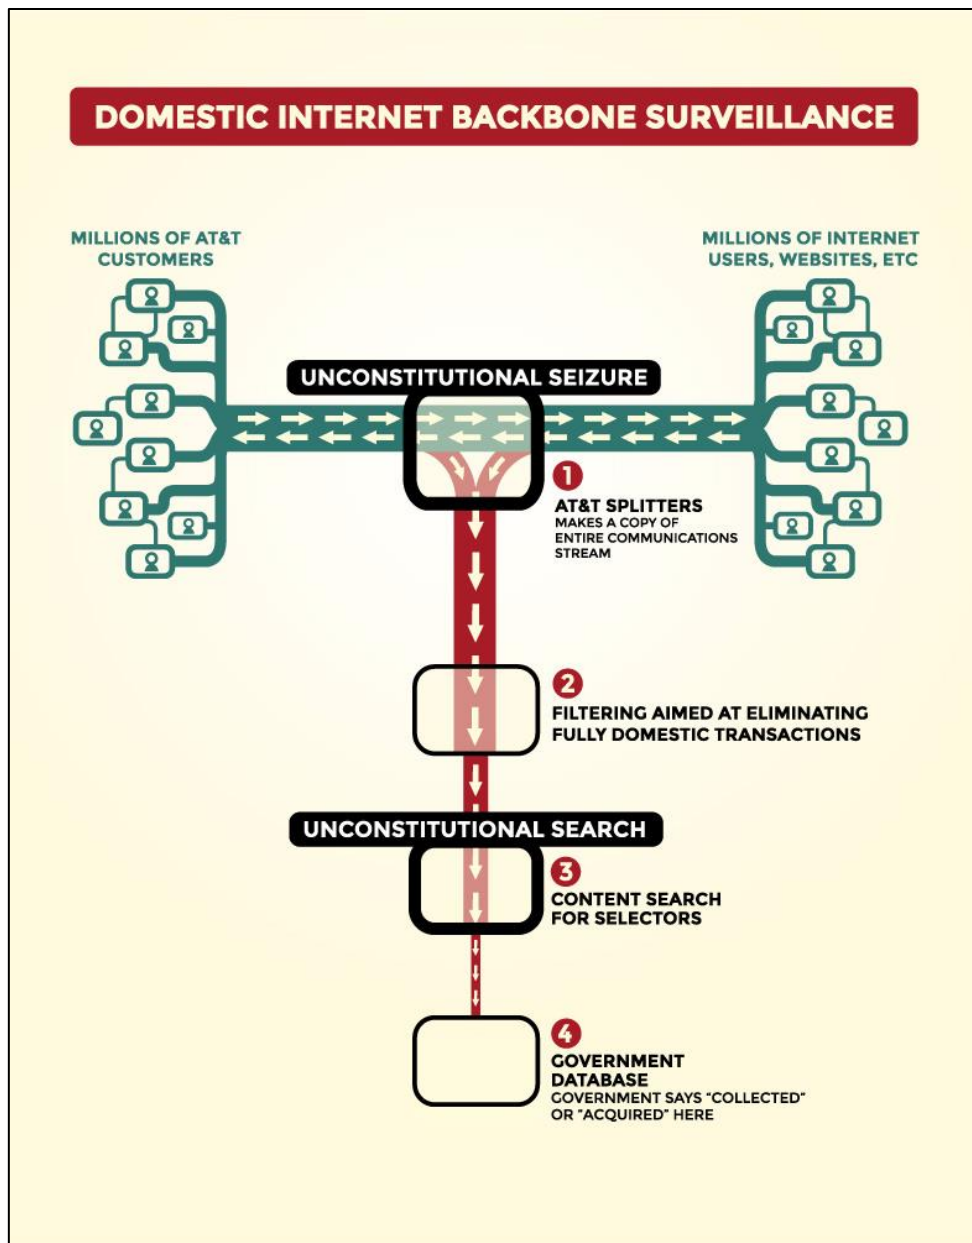 DOMESTIC INTERNET BACKBONE SURVEILLANCE
MILLIONS OF AT&T
CUSTOMERS
MILLIONS OF INTERNET
USERS, WEBSITES, ETC
UNCONSTITUTIONAL SEIZURE
1
AT&T SPLITTERS
MAKES A COPY OF
ENTIRE COMMUNICATIONS
STREAM
2
FILTERING AIMED AT ELIMINATING
FULLY DOMESTIC TRANSACTIONS
UNCONSTITUTIONAL SEARCH
3
CONTENT SEARCH
FOR SELECTORS
4
GOVERNMENT
DATABASE
GOVERNMENT SAYS "COLLECTED"
OR "ACQUIRED" HERE